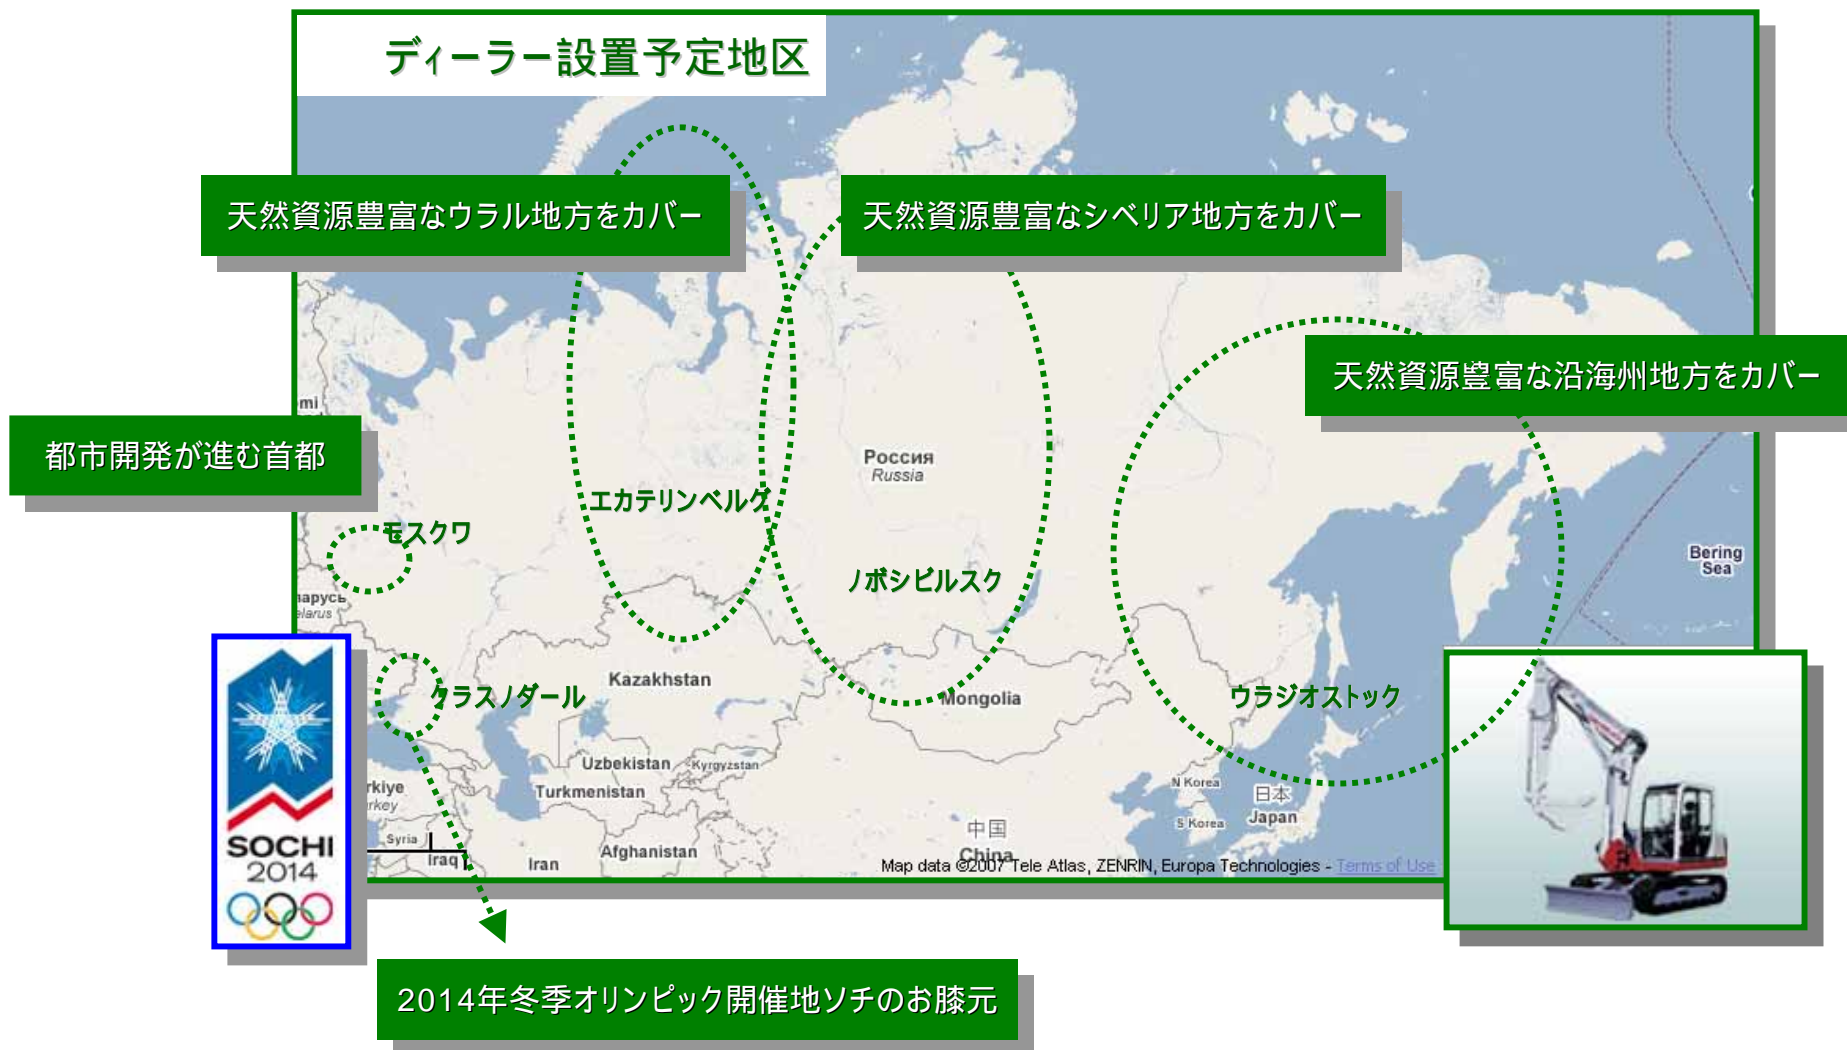 ディーラー設置予定地区
天然資源豊富なウラル地方をカバー
天然資源豊富なシベリア地方をカバー
天然資源豊富な沿海州地方をカバー
都市開発が進む首都
Россия
Russia
エカテリンベルグ
モスクワ
ノボシビルスク
Bering
Sea
クラスノダール
Kazakhstan
Mongolia
ウラジオストック
Uzbekistan
Kyrgyzstan
Turkmenistan
N Korea
日本
Japan
S Korea
中国
China
Syria
Iraq
Iran
Afghanistan
Map data ©2007 Tele Atlas, ZENRIN, Europa Technologies - Terms of Use
SOCHI
2014
2014年冬季オリンピック開催地ソチのお膝元